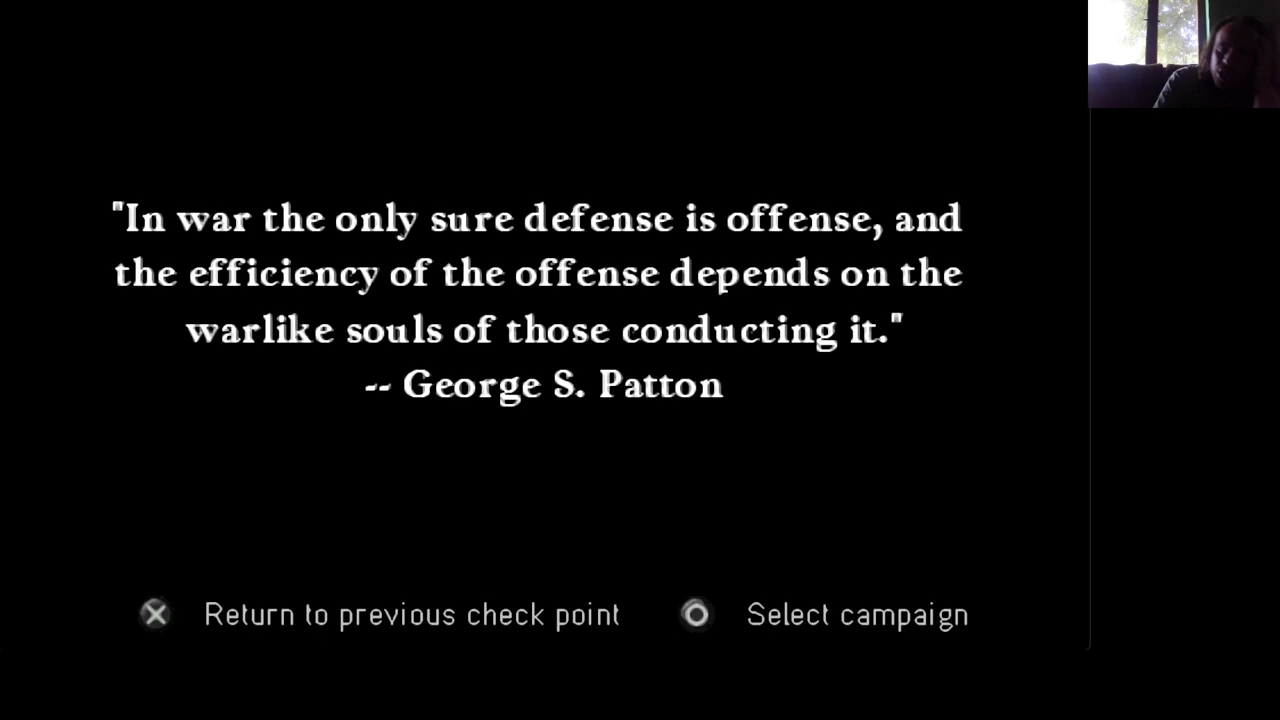 "In war the only sure defense is offense, and
the efficiency of the offense depends on the
warlike souls of those conducting it."
-- George S. Patton
Return to previous check point Select campaign